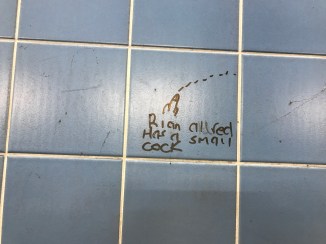 Rian allred
Has a small
cock